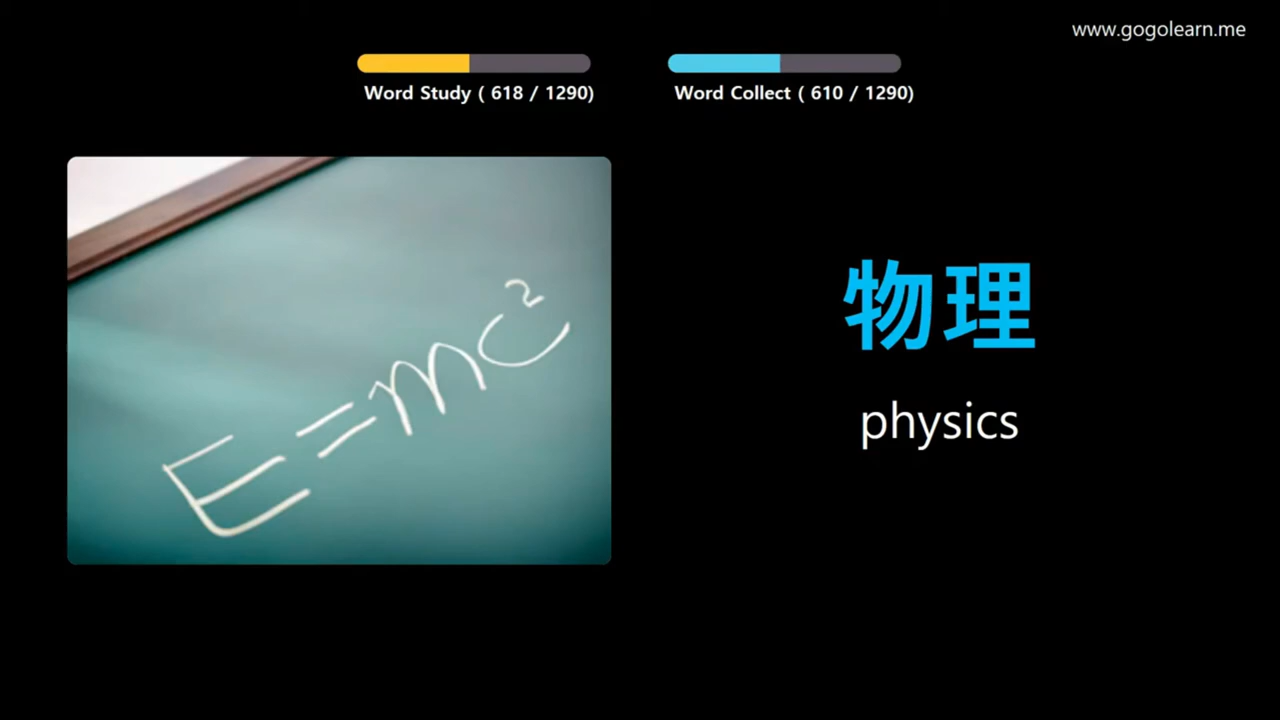 www.gogolearn.me
Word Study ( 618 / 1290)
Word Collect ( 610 / 1290)
E=mc²
物理
physics